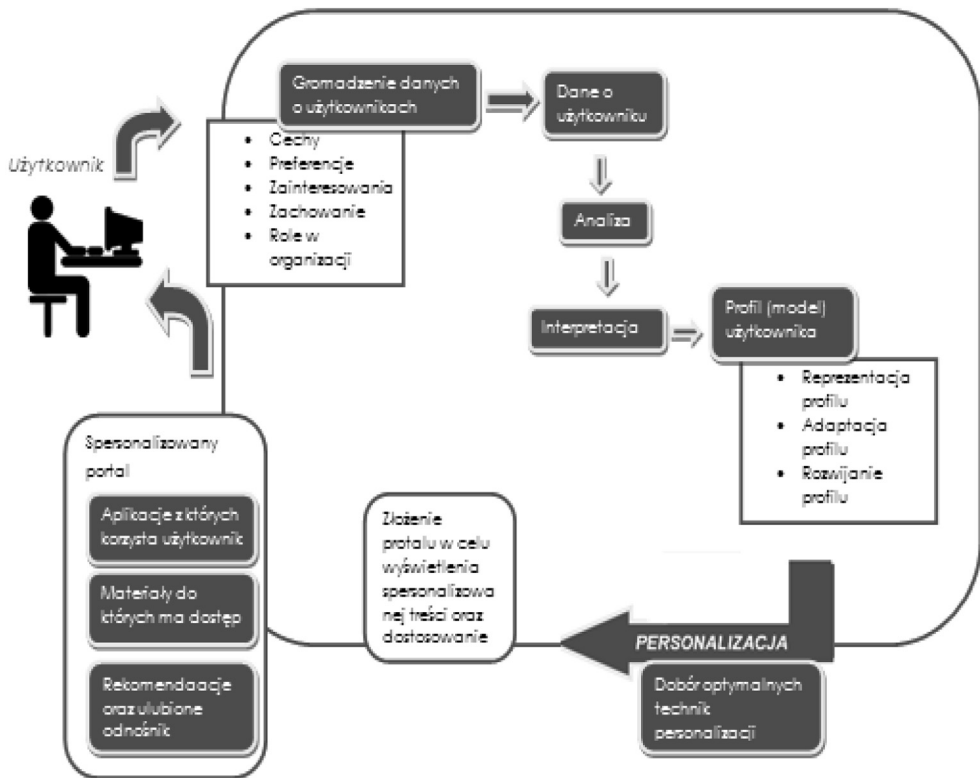 Użytkownik
Gromadzenie danych
o użytkownikach
• Cechy
• Preferencje
• Zainteresowania
• Zachowanie
• Role w
organizacji
Dane o
użytkowniku
Analiza
Interpretacja
Profil (model)
użytkownika
• Reprezentacja
profilu
• Adaptacja
profilu
• Rozwijanie
profilu
PERSONALIZACJA
Dobór optymalnych
technik
personalizacji
Złożenie
protalu w celu
wyświetlenia
spersonalizowa
nej treści oraz
dostosowanie
Spersonalizowany
portal
Aplikacje z których
korzysta użytkownik
Materiały do
których ma dostęp
Rekomendaacje
oraz ulubione
odnośnik